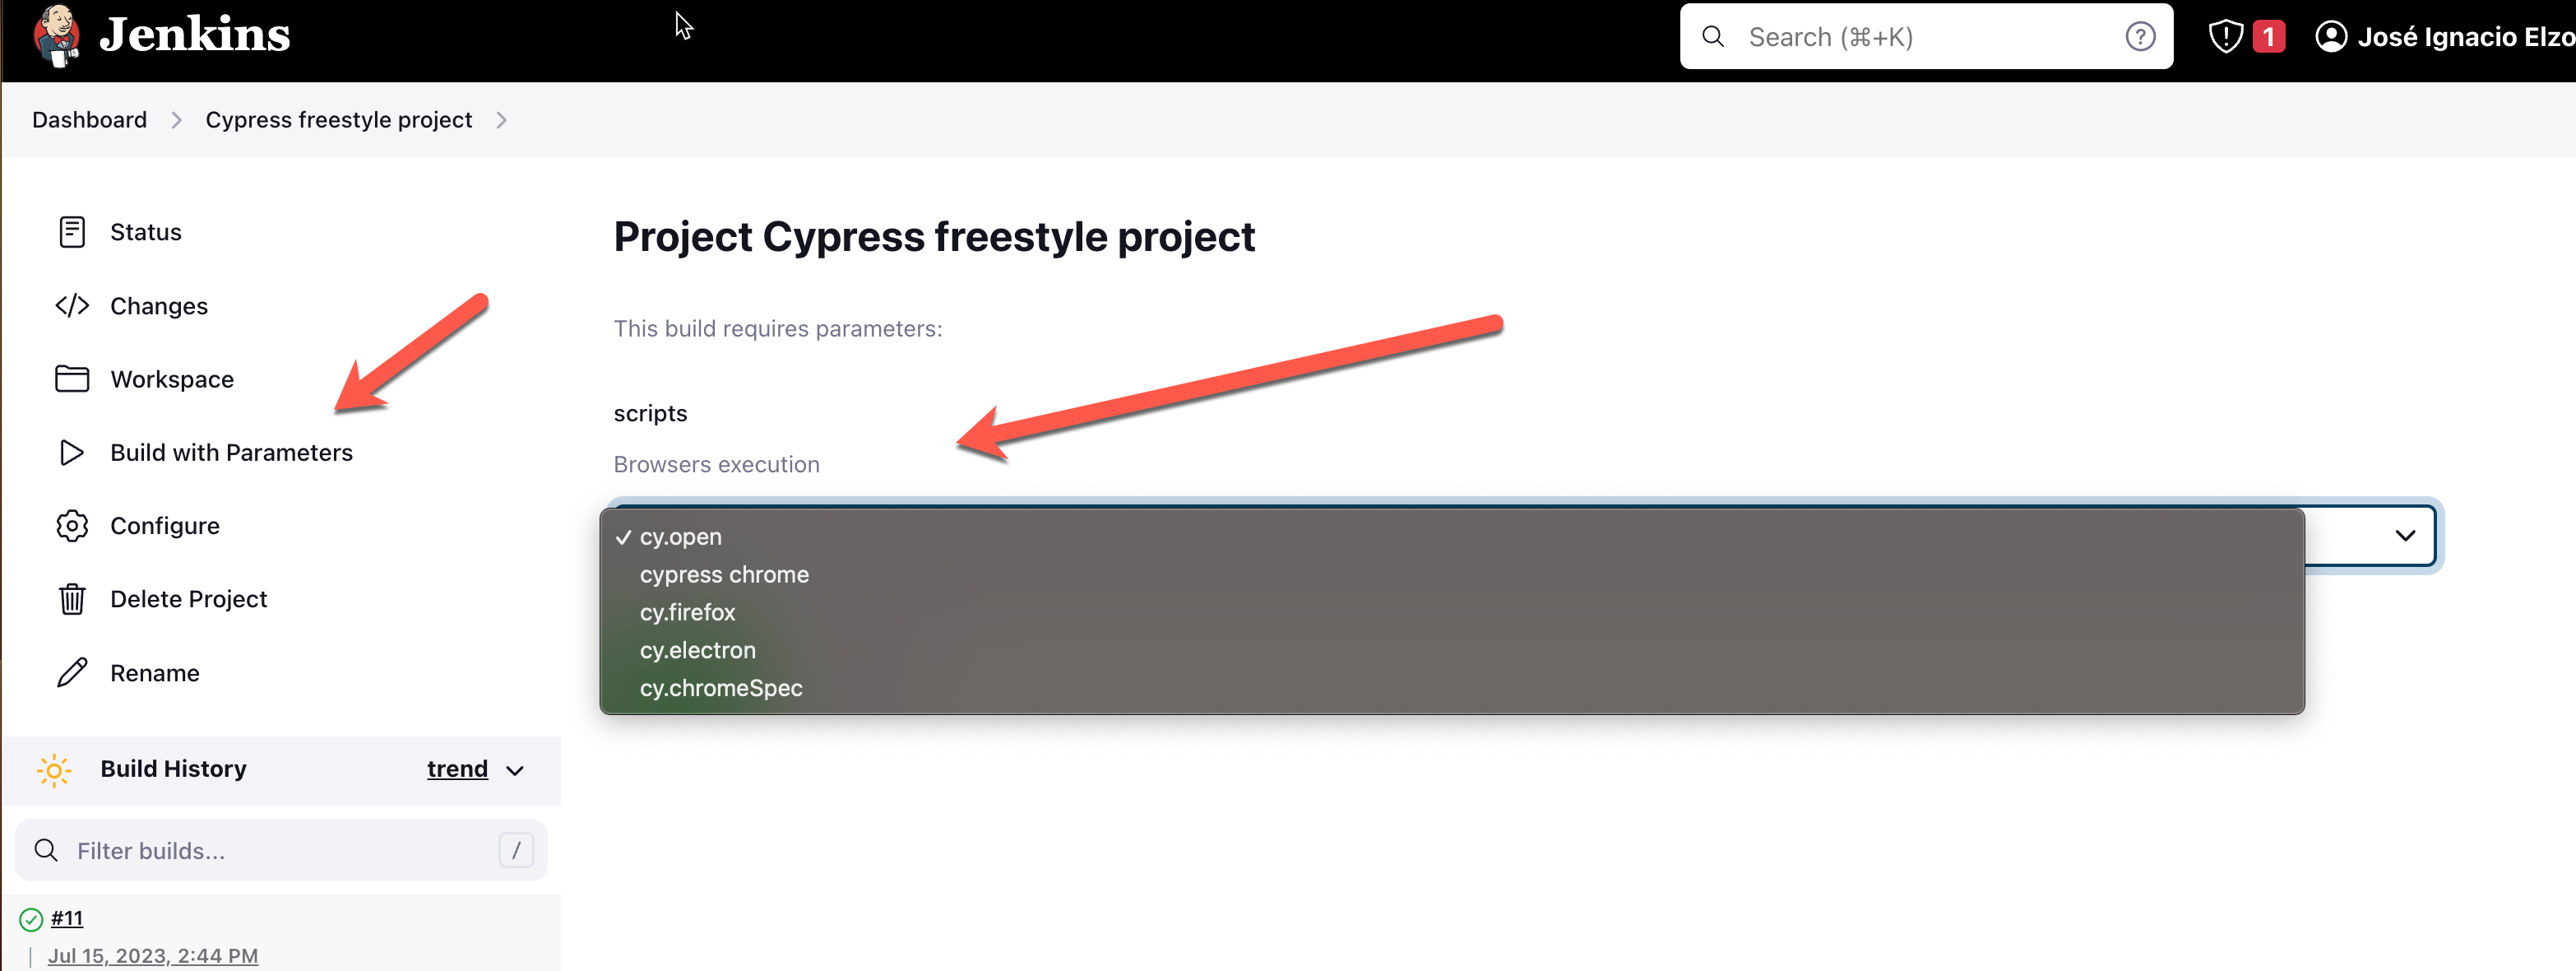 Jenkins
Search (⌘+K)
1
José Ignacio Elzo
Dashboard
Cypress freestyle project
Status
Changes
Workspace
Build with Parameters
Configure
Delete Project
Rename
Build History
trend
Filter builds...
/
#11
Jul 15, 2023, 2:44 PM
Project Cypress freestyle project
This build requires parameters:
scripts
Browsers execution
✓ cy.open
cypress chrome
cy.firefox
cy.electron
cy.chromeSpec